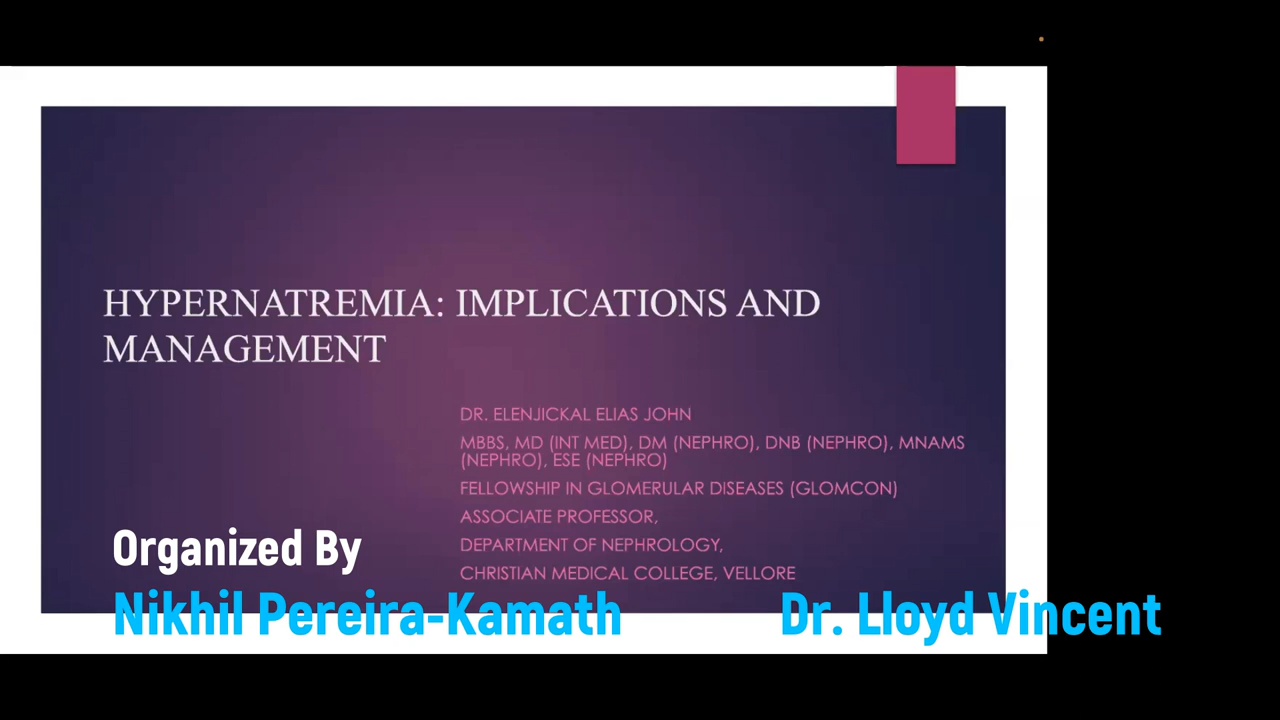 HYPERNATREMIA: IMPLICATIONS AND
MANAGEMENT
DR. ELENJICKAL ELIAS JOHN
MBBS, MD (INT MED), DM (NEPHRO), DNB (NEPHRO), MNAMS
(NEPHRO), ESE (NEPHRO)
FELLOWSHIP IN GLOMERULAR DISEASES (GLOMCON)
ASSOCIATE PROFESSOR,
DEPARTMENT OF NEPHROLOGY,
CHRISTIAN MEDICAL COLLEGE, VELLORE
Organized By
Nikhil Pereira-Kamath
Dr. Lloyd Vincent